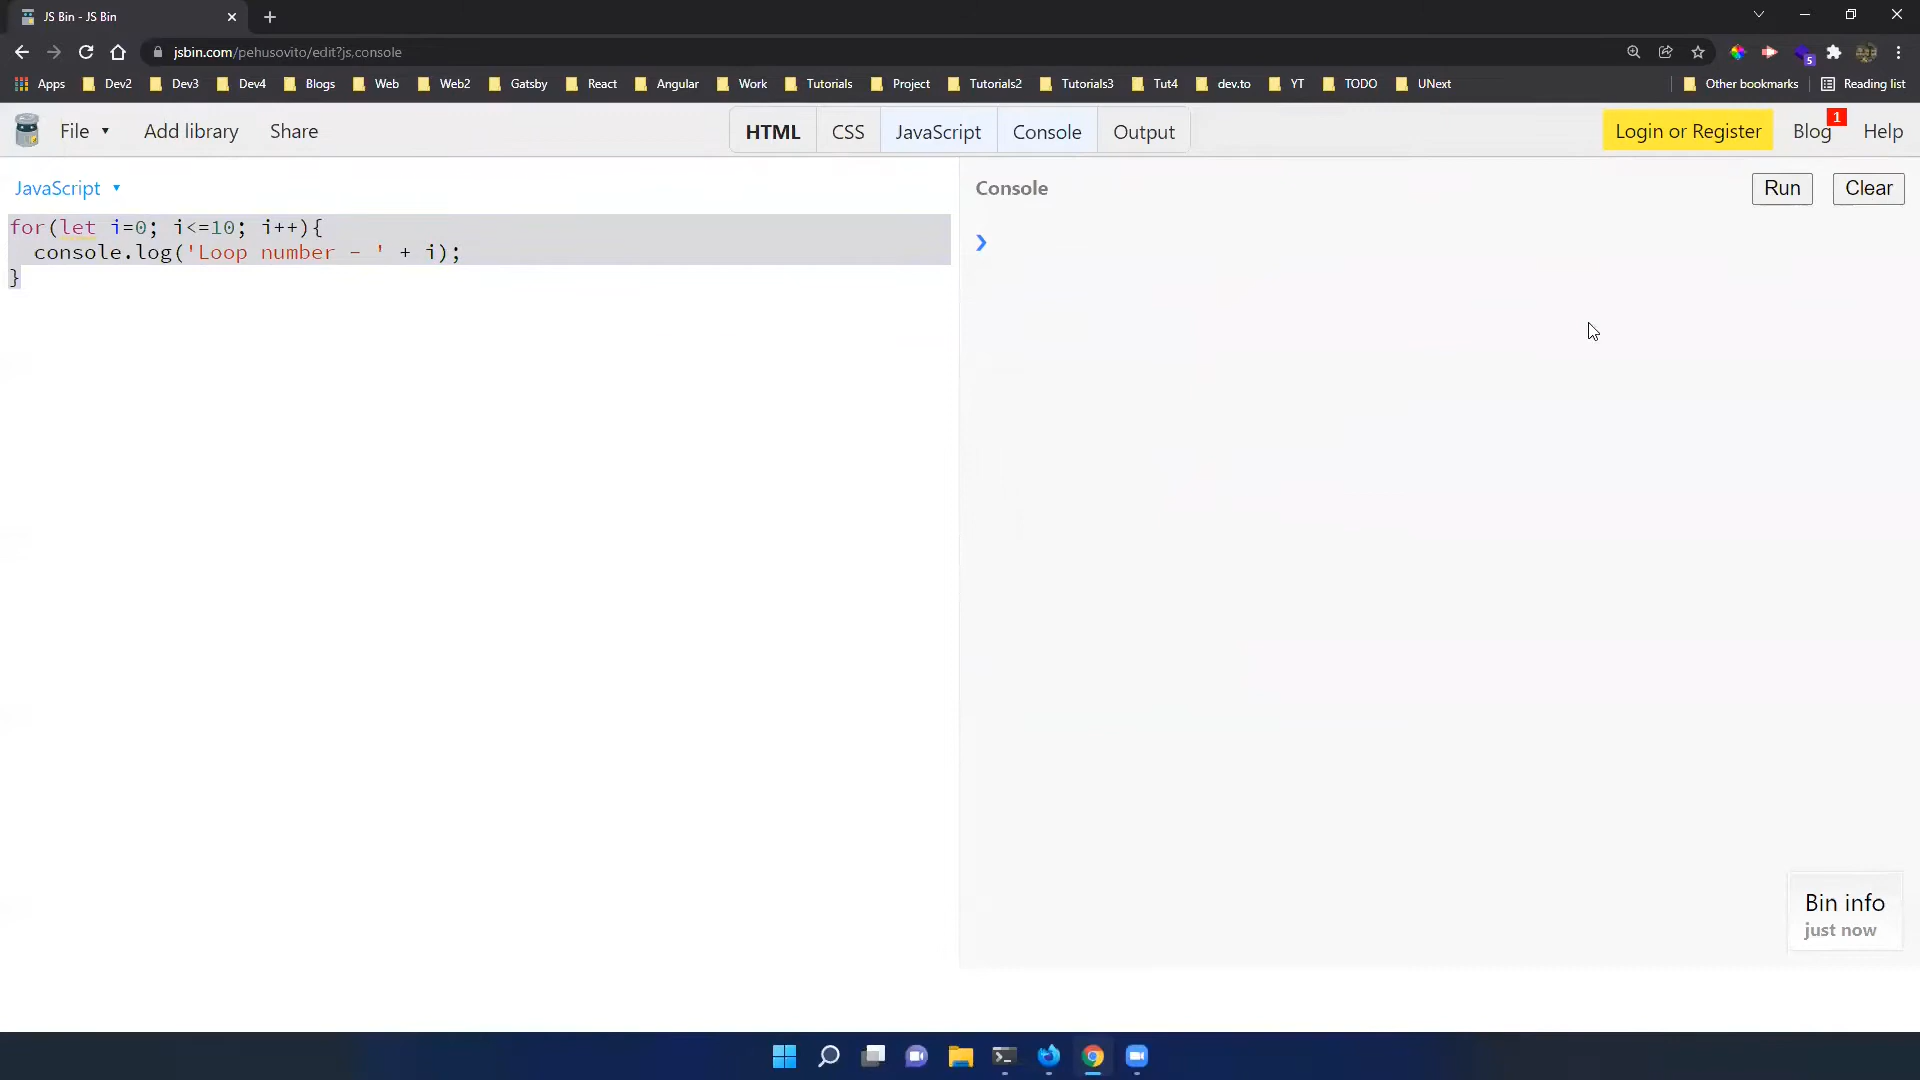 JS Bin - JS Bin
jsbin.com/pehusovito/edit?js,console
5
Apps Dev2 Dev3 Dev4 Blogs Web Web2 Gatsby React Angular Work Tutorials Project Tutorials2 Tutorials3 Tut4 dev.to YT TODO UNext Other bookmarks Reading list
File Add library Share HTML CSS JavaScript Console Output Login or Register Blog 1 Help
JavaScript
Console Run Clear
for(let i=0; i<=10; i++){
  console.log('Loop number - ' + i);
}
Bin info
just now